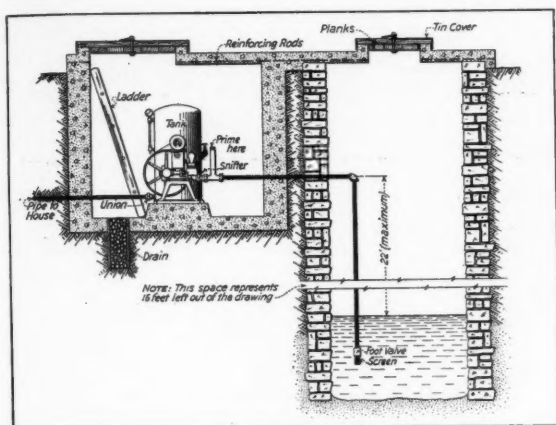 Planks
Tin Cover
Reinforcing Rods
Ladder
Tank
Prime
here
Snifter
Union
Pipe to
House
Drain
22' (maximum)
NOTE: This space represents
16 feet left out of the drawing
Foot Valve
Screen